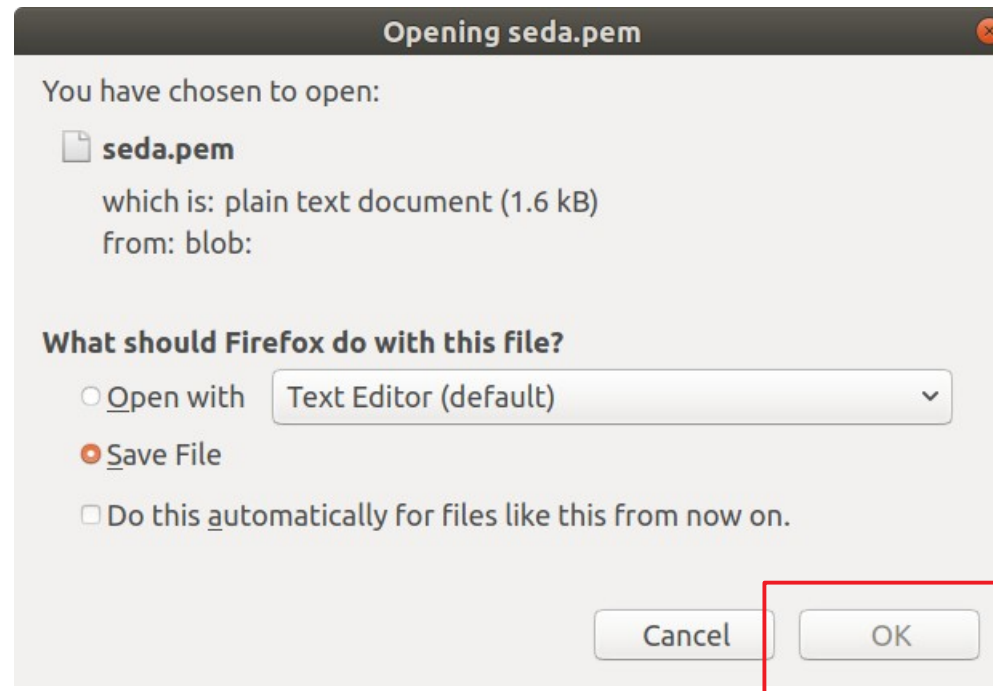 Opening seda.pem
You have chosen to open:
seda.pem
which is: plain text document (1.6 kB)
from: blob:
What should Firefox do with this file?
Open with Text Editor (default)
Save File
Do this automatically for files like this from now on.
Cancel OK